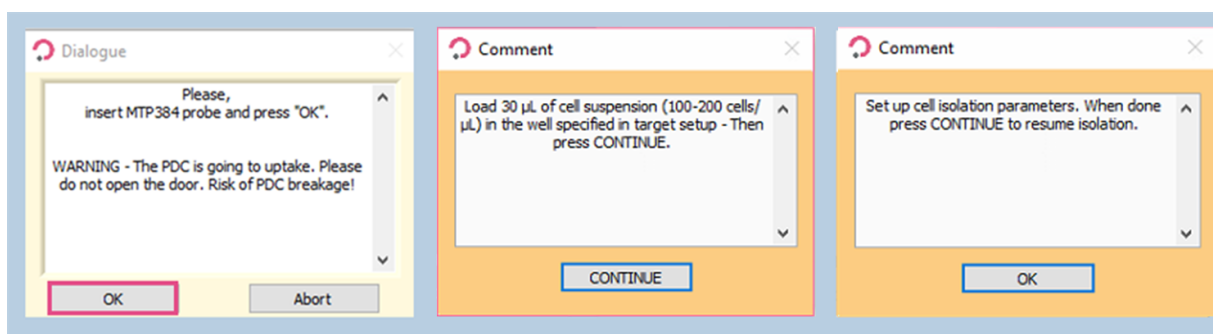 Dialogue
Please,
insert MTP384 probe and press "OK".
WARNING - The PDC is going to uptake. Please
do not open the door. Risk of PDC breakage!
OK
Abort
Comment
Load 30 µL of cell suspension (100-200 cells/
µL) in the well specified in target setup - Then
press CONTINUE.
CONTINUE
Comment
Set up cell isolation parameters. When done
press CONTINUE to resume isolation.
OK